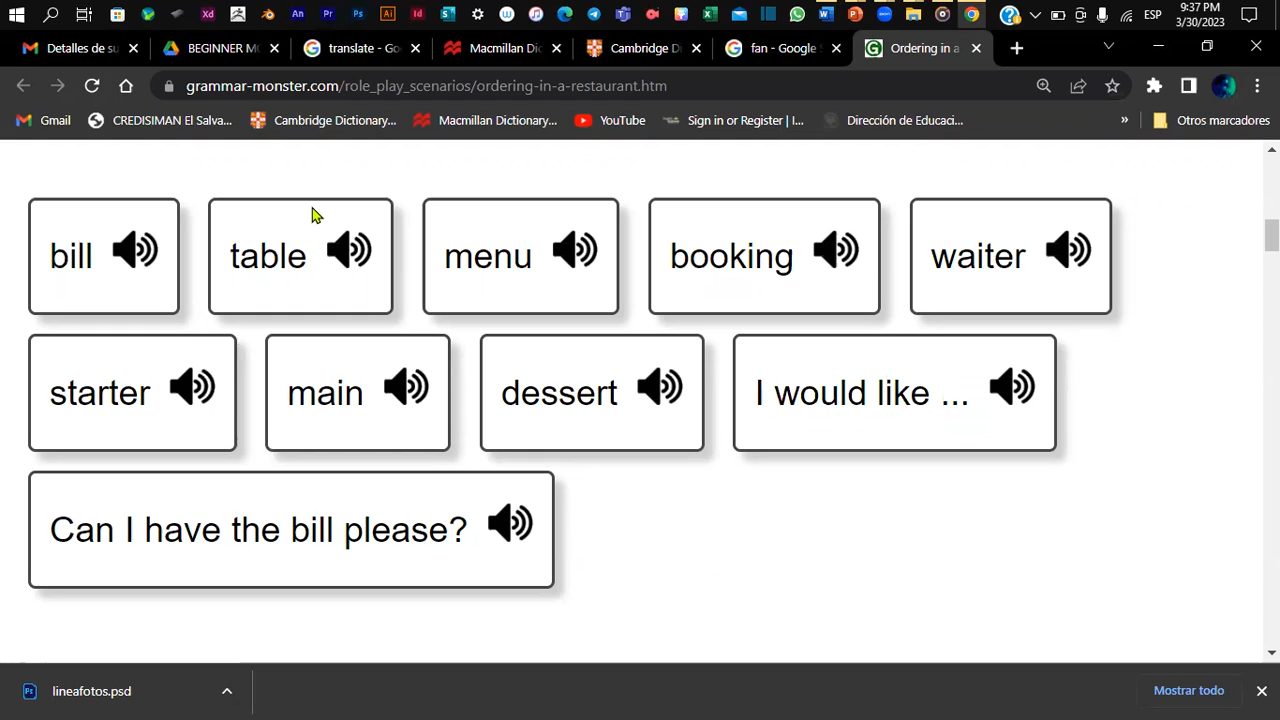 ESP
9:37 PM
3/30/2023
Detalles de su
BEGINNER M
translate - Go
Macmillan Dic
Cambridge D
fan - Google S
Ordering in a
grammar-monster.com/role_play_scenarios/ordering-in-a-restaurant.htm
Gmail
CREDISIMAN El Salva...
Cambridge Dictionary...
Macmillan Dictionary...
YouTube
Sign in or Register | I...
Dirección de Educaci...
»
Otros marcadores
bill
table
menu
booking
waiter
starter
main
dessert
I would like ...
Can I have the bill please?
lineafotos.psd
Mostrar todo